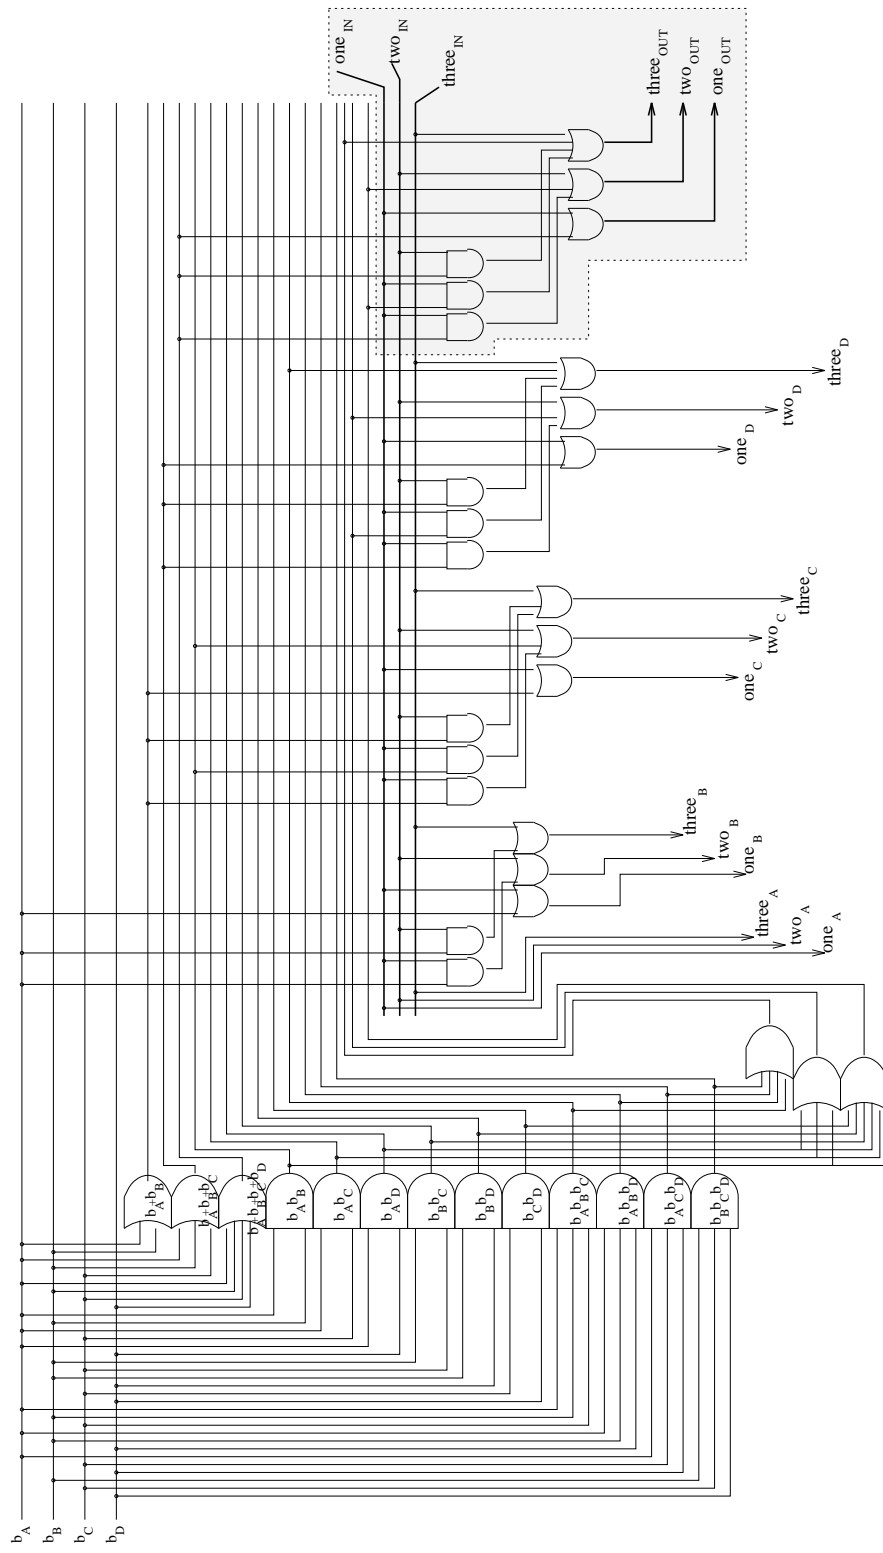 one IN
two IN
three IN
three OUT
two OUT
one OUT
three D
two D
one D
three C
two C
one C
three B
two B
one B
three A
two A
one A
b A + b B
b A + b B + b C
b A + b B + b C + b D
b A b B
b A b C
b A b D
b B b C
b B b D
b C b D
b A b B b C
b A b B b D
b A b C b D
b B b C b D
b A
b B
b C
b D